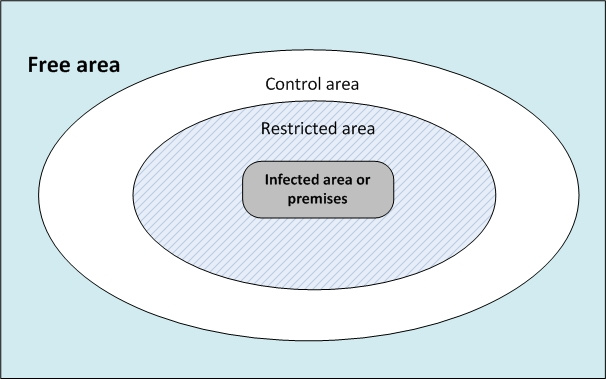 Free area
Control area
Restricted area
Infected area or
premises